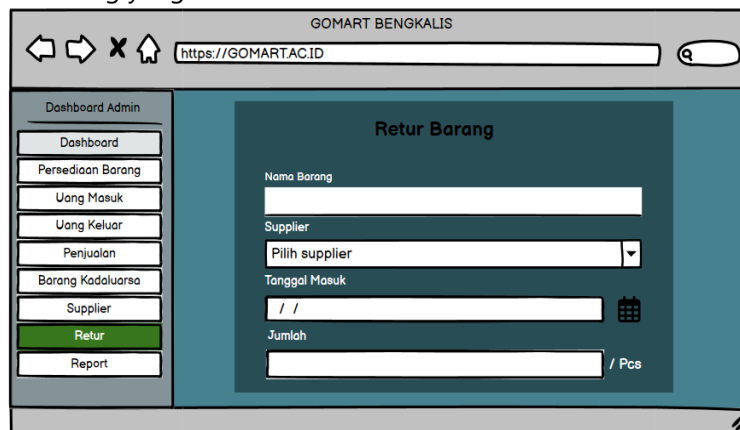 GOMART BENGKALIS
https://GOMART.AC.ID
Dashboard Admin
Dashboard
Persediaan Barang
Uang Masuk
Uang Keluar
Penjualan
Barang Kadaluarsa
Supplier
Retur
Report
Retur Barang
Nama Barang
Supplier
Pilih supplier
Tanggal Masuk
/ /
Jumlah
/ Pcs